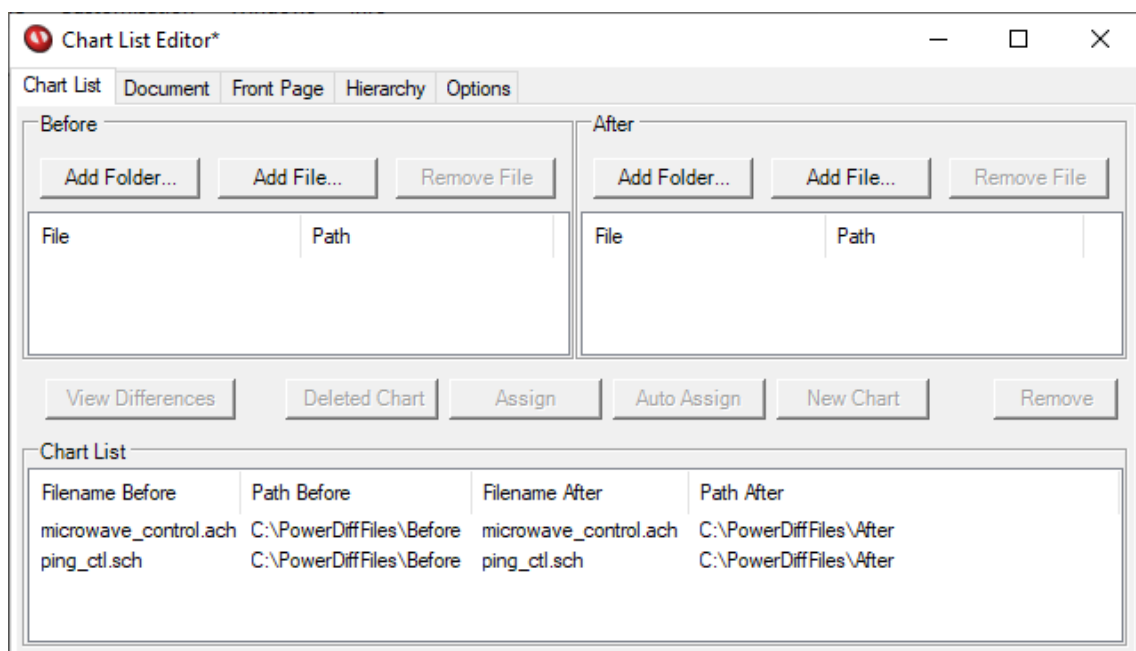 Chart List Editor*
Chart List Document Front Page Hierarchy Options
Before
Add Folder... Add File... Remove File
File Path
After
Add Folder... Add File... Remove File
File Path
View Differences Deleted Chart Assign Auto Assign New Chart Remove
Chart List
Filename Before Path Before Filename After Path After
microwave_control.ach C:\PowerDiffFiles\Before microwave_control.ach C:\PowerDiffFiles\After
ping_ctl.sch C:\PowerDiffFiles\Before ping_ctl.sch C:\PowerDiffFiles\After